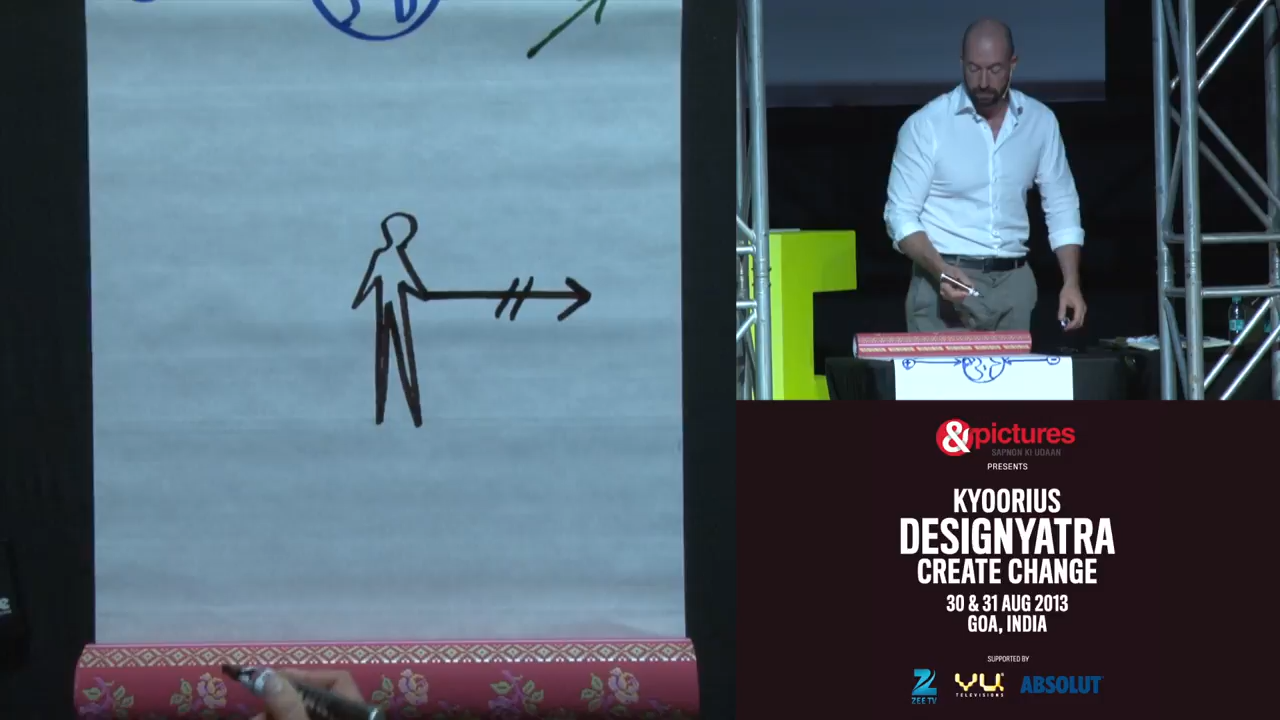 &pictures
SAPNON KI UDAAN
PRESENTS
KYOORIUS
DESIGNYATRA
CREATE CHANGE
30 & 31 AUG 2013
GOA, INDIA
SUPPORTED BY
ZEE TV
VU
TELEVISIONS
ABSOLUT